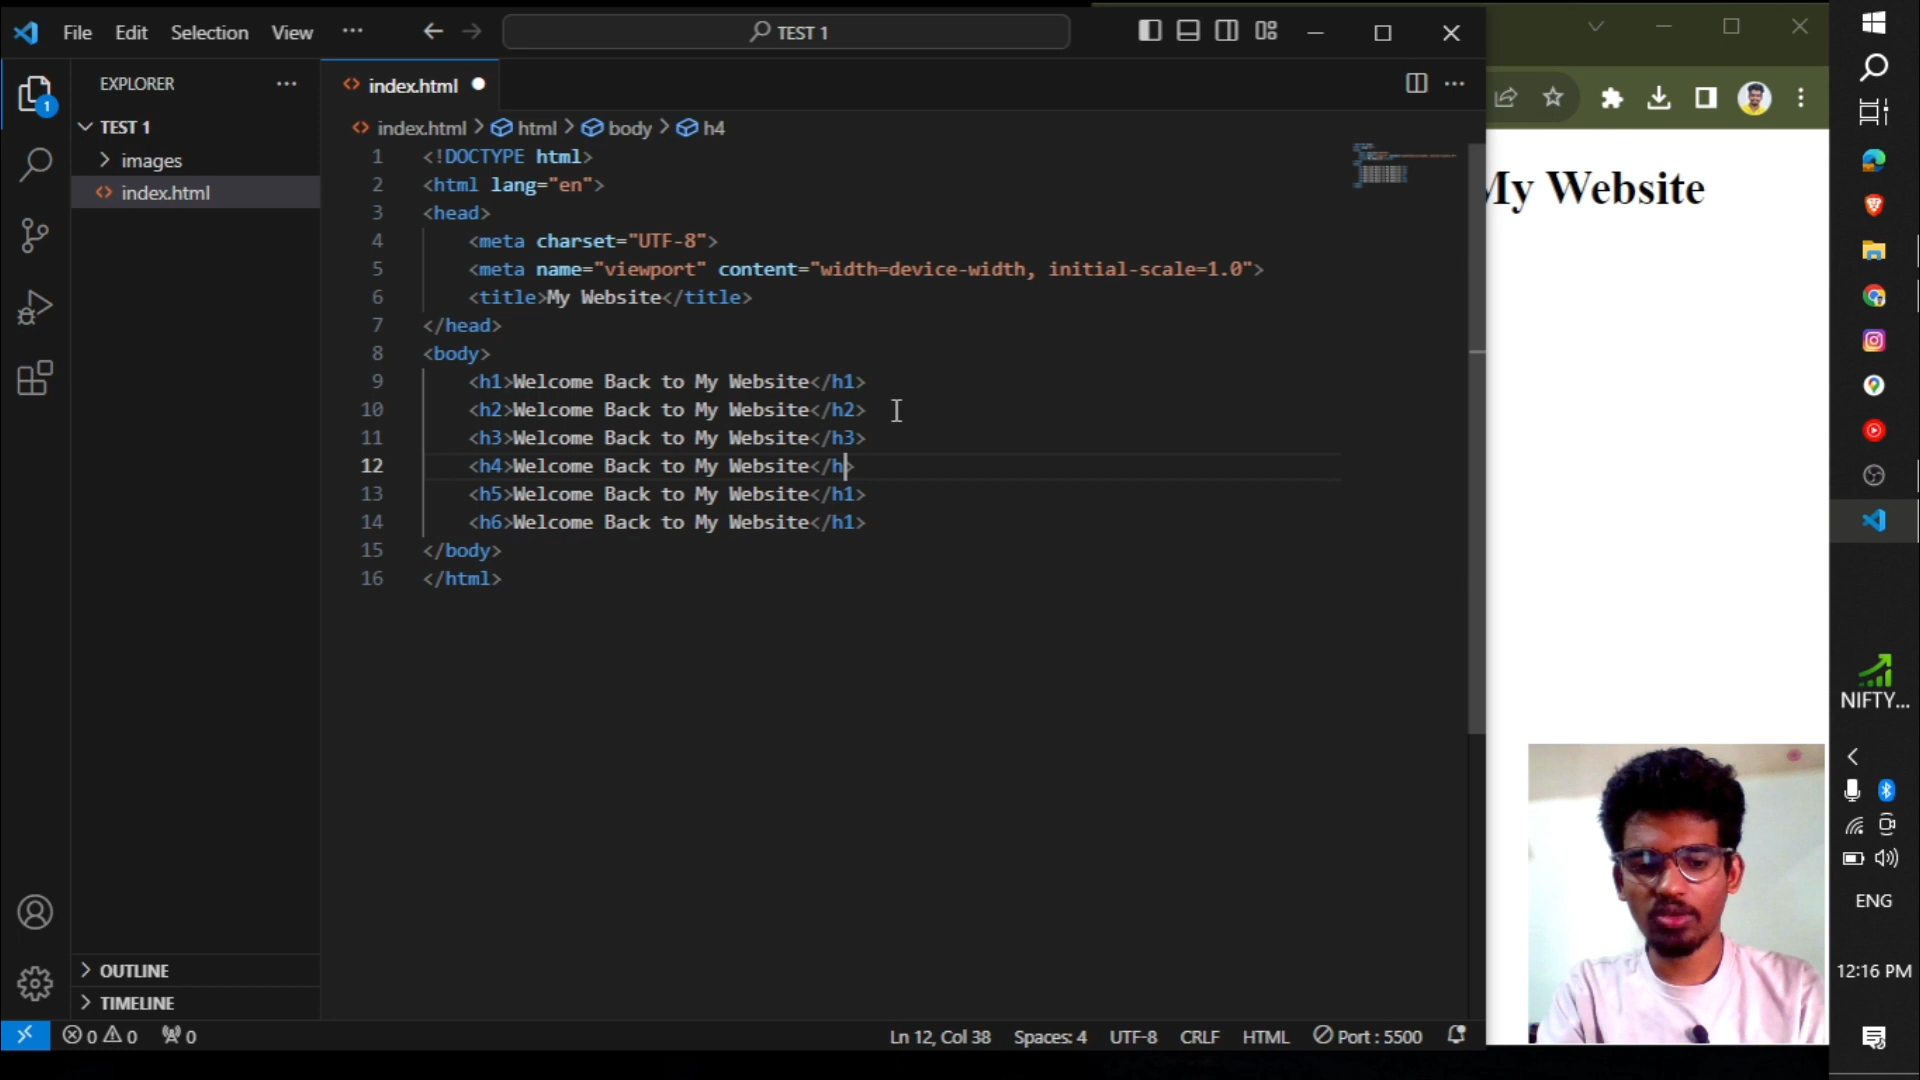 File Edit Selection View ··· TEST 1
EXPLORER ···
TEST 1
images
index.html
OUTLINE
TIMELINE
1
index.html
index.html > html > body > h4
1 <!DOCTYPE html>
2 <html lang="en">
3 <head>
4 <meta charset="UTF-8">
5 <meta name="viewport" content="width=device-width, initial-scale=1.0">
6 <title>My Website</title>
7 </head>
8 <body>
9 <h1>Welcome Back to My Website</h1>
10 <h2>Welcome Back to My Website</h2>
11 <h3>Welcome Back to My Website</h3>
12 <h4>Welcome Back to My Website</h>
13 <h5>Welcome Back to My Website</h1>
14 <h6>Welcome Back to My Website</h1>
15 </body>
16 </html>
0 0 0 Ln 12, Col 38 Spaces: 4 UTF-8 CRLF HTML Port : 5500
My Website
NIFTY...
ENG
12:16 PM